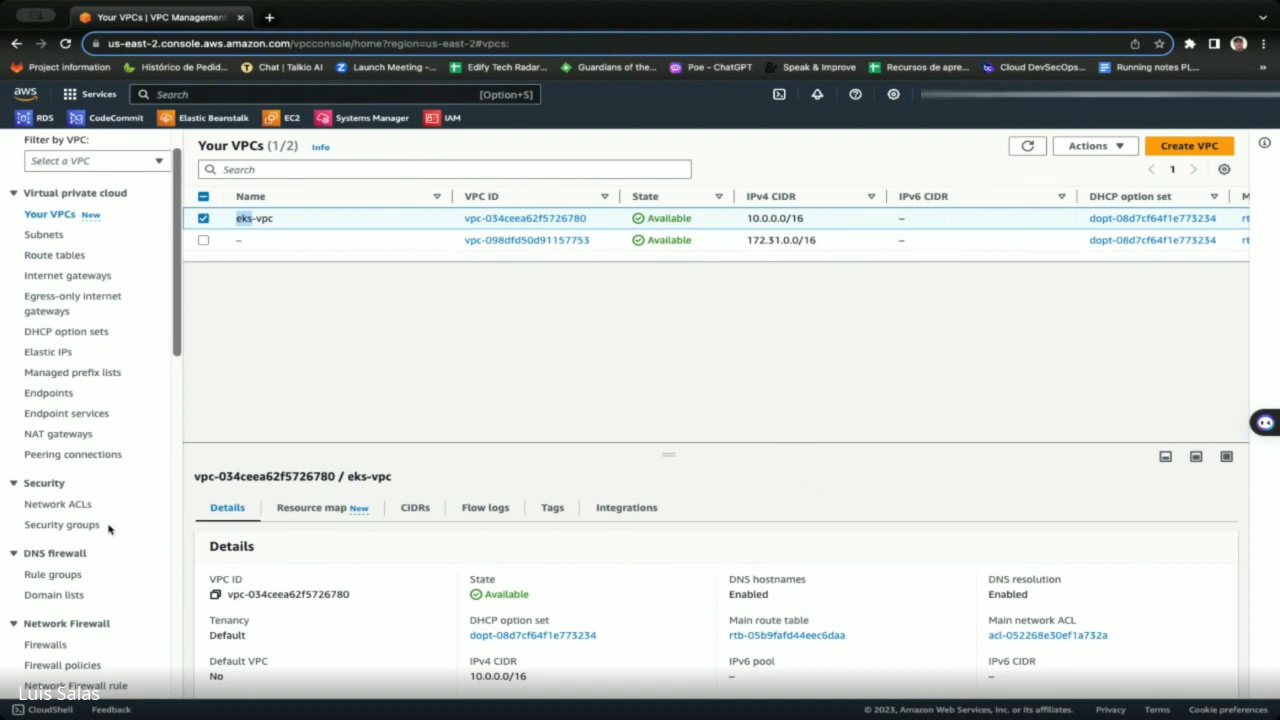 Your VPCs | VPC Management
us-east-2.console.aws.amazon.com/vpcconsole/home?region=us-east-2#vpcs:
Project information Histórico de Pedid... Chat | Talkio AI Launch Meeting -... Edify Tech Radar... Guardians of the... Poe - ChatGPT Speak & Improve Recursos de apre... Cloud DevSecOps... Running notes PL... »
aws Services Search [Option+S]
RDS CodeCommit Elastic Beanstalk EC2 Systems Manager IAM
Filter by VPC:
Select a VPC
Virtual private cloud
Your VPCs New
Subnets
Route tables
Internet gateways
Egress-only internet
gateways
DHCP option sets
Elastic IPs
Managed prefix lists
Endpoints
Endpoint services
NAT gateways
Peering connections
Security
Network ACLs
Security groups
DNS firewall
Rule groups
Domain lists
Network Firewall
Firewalls
Firewall policies
Network Firewall rule
Luis Salas
Your VPCs (1/2) Info
Actions
Create VPC
Search
1
Name VPC ID State IPv4 CIDR IPv6 CIDR DHCP option set M
eks-vpc vpc-034ceea62f5726780 Available 10.0.0.0/16 – dopt-08d7cf64f1e773234 rt
– vpc-098dfd50d91157753 Available 172.31.0.0/16 – dopt-08d7cf64f1e773234 rt
vpc-034ceea62f5726780 / eks-vpc
Details Resource map New CIDRs Flow logs Tags Integrations
Details
VPC ID
vpc-034ceea62f5726780
State
Available
DNS hostnames
Enabled
DNS resolution
Enabled
Tenancy
Default
DHCP option set
dopt-08d7cf64f1e773234
Main route table
rtb-05b9fafd44eec6daa
Main network ACL
acl-052268e30ef1a732a
Default VPC
No
IPv4 CIDR
10.0.0.0/16
IPv6 pool
–
IPv6 CIDR
–
CloudShell Feedback © 2023, Amazon Web Services, Inc. or its affiliates. Privacy Terms Cookie preferences